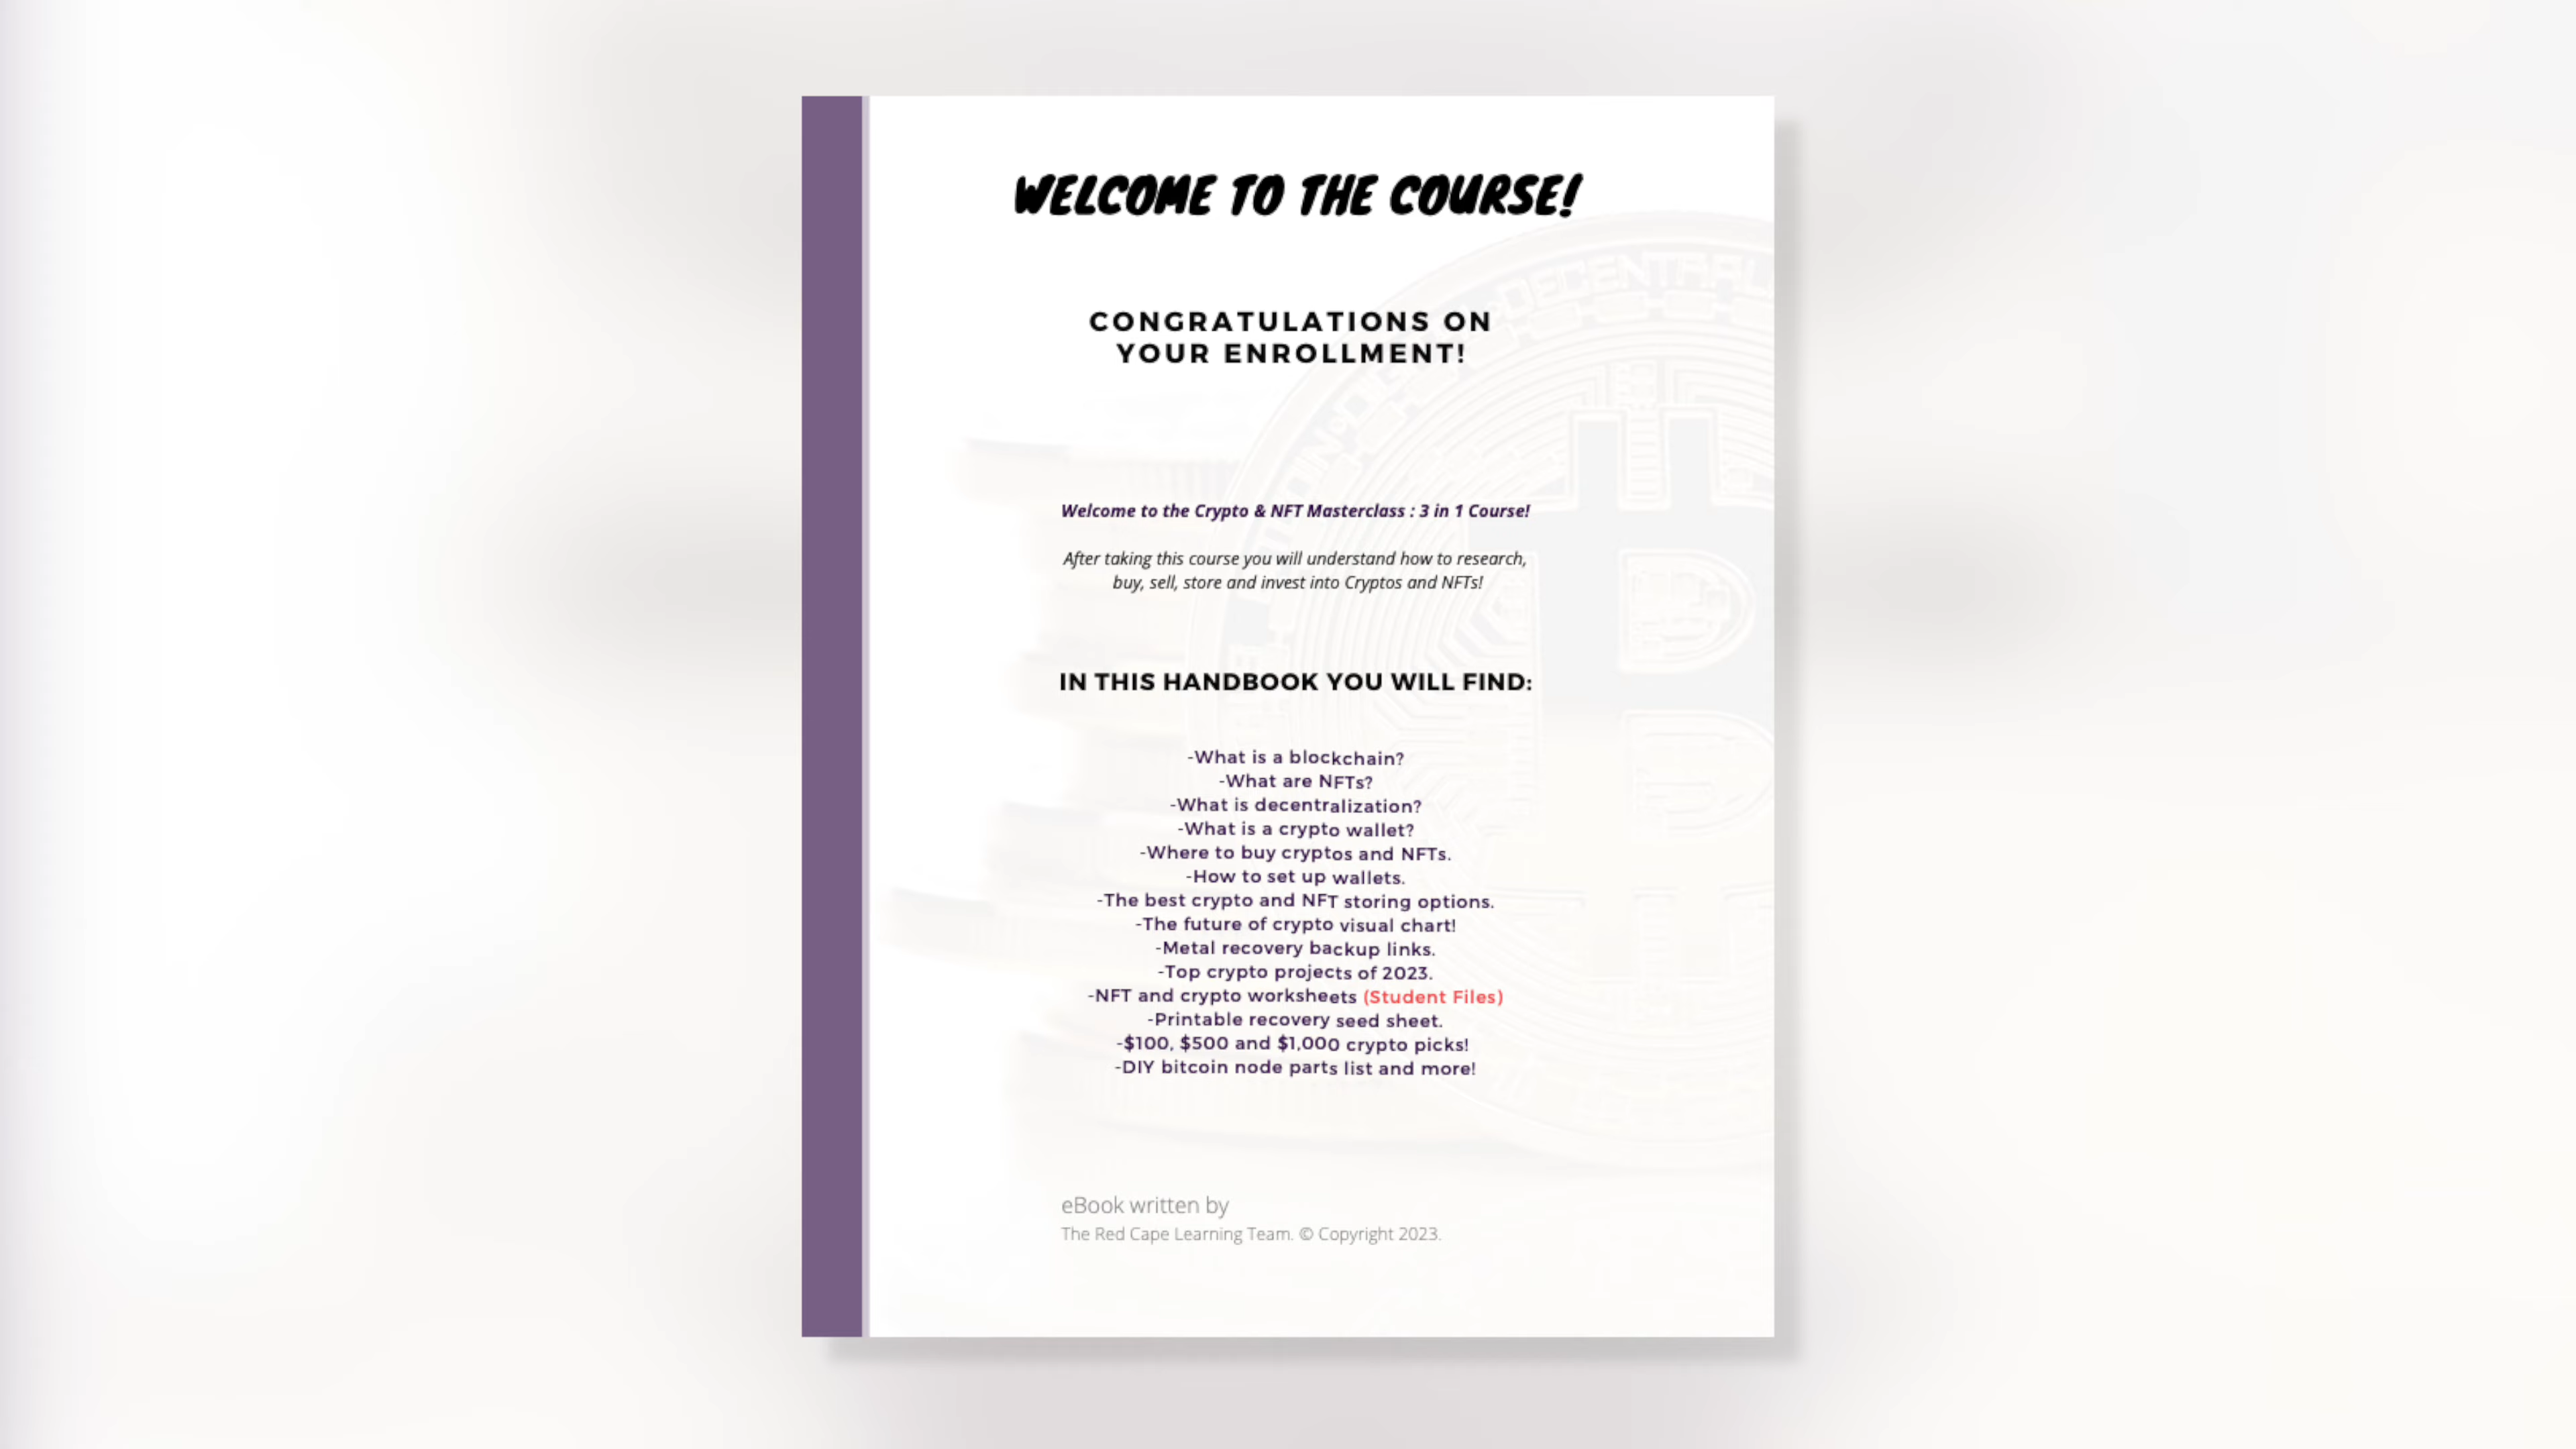 WELCOME TO THE COURSE!
CONGRATULATIONS ON
YOUR ENROLLMENT!
Welcome to the Crypto & NFT Masterclass : 3 in 1 Course!
After taking this course you will understand how to research,
buy, sell, store and invest into Cryptos and NFTs!
IN THIS HANDBOOK YOU WILL FIND:
-What is a blockchain?
-What are NFTs?
-What is decentralization?
-What is a crypto wallet?
-Where to buy cryptos and NFTs.
-How to set up wallets.
-The best crypto and NFT storing options.
-The future of crypto visual chart!
-Metal recovery backup links.
-Top crypto projects of 2023.
-NFT and crypto worksheets (Student Files)
-Printable recovery seed sheet.
-$100, $500 and $1,000 crypto picks!
-DIY bitcoin node parts list and more!
eBook written by
The Red Cape Learning Team. © Copyright 2023.